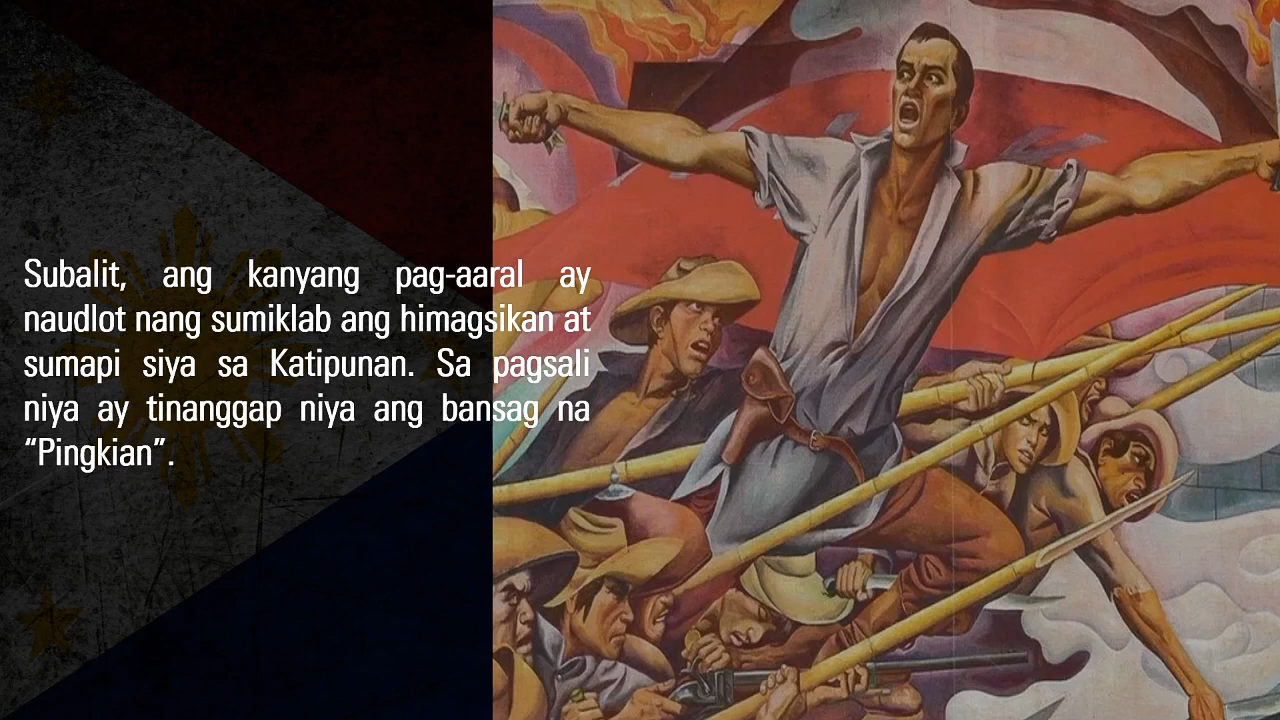 Subalit, ang kanyang pag-aaral ay
naudlot nang sumiklab ang himagsikan at
sumapi siya sa Katipunan. Sa pagsali
niya ay tinanggap niya ang bansag na
“Pingkian”.